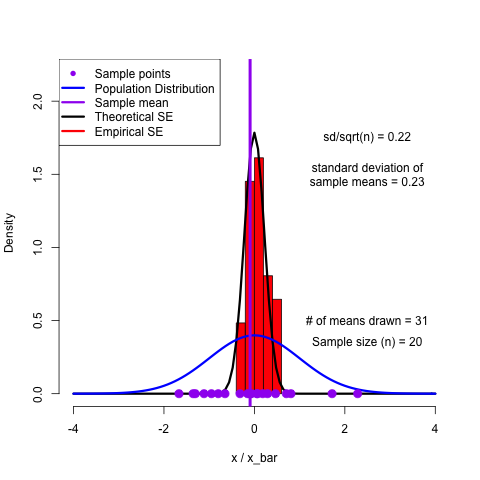 Sample points
Population Distribution
Sample mean
Theoretical SE
Empirical SE
sd/sqrt(n) = 0.22
standard deviation of
sample means = 0.23
# of means drawn = 31
Sample size (n) = 20
Density
2.0
1.5
1.0
0.5
0.0
-4 -2 0 2 4
x / x_bar